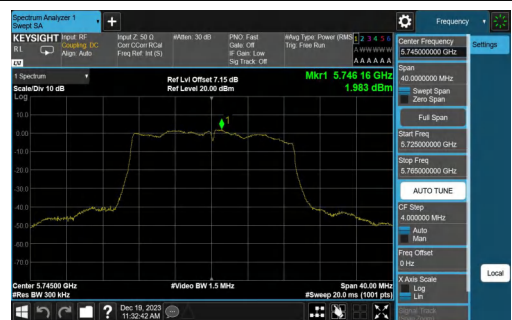 Spectrum Analyzer 1
Swept SA
Frequency
KEYSIGHT
Input: RF
Input Z: 50 Ω
#Atten: 30 dB
PNO: Fast
#Avg Type: Power (RMS
1 2 3 4 5 6
R L
Coupling: DC
Corr CCorr RCal
Gate: Off
Trig: Free Run
A W W W W W
Align: Auto
Freq Ref: Int (S)
IF Gain: Low
A A A A A A
Sig Track: Off
LW
Center Frequency
5.745000000 GHz
Settings
1 Spectrum
Ref Lvl Offset 7.15 dB
Mkr1 5.746 16 GHz
Scale/Div 10 dB
Ref Level 20.00 dBm
1.983 dBm
Log
Span
40.0000000 MHz
Swept Span
Zero Span
Full Span
Start Freq
5.725000000 GHz
Stop Freq
5.765000000 GHz
AUTO TUNE
CF Step
4.000000 MHz
Auto
Man
Freq Offset
0 Hz
X Axis Scale
Log
Lin
Signal Track
Local
1
10.0
0.00
-10.0
-20.0
-30.0
-40.0
-50.0
-60.0
-70.0
Center 5.74500 GHz
#Video BW 1.5 MHz
Span 40.00 MHz
#Res BW 300 kHz
#Sweep 20.0 ms (1001 pts)
?
Dec 19, 2023
11:32:42 AM